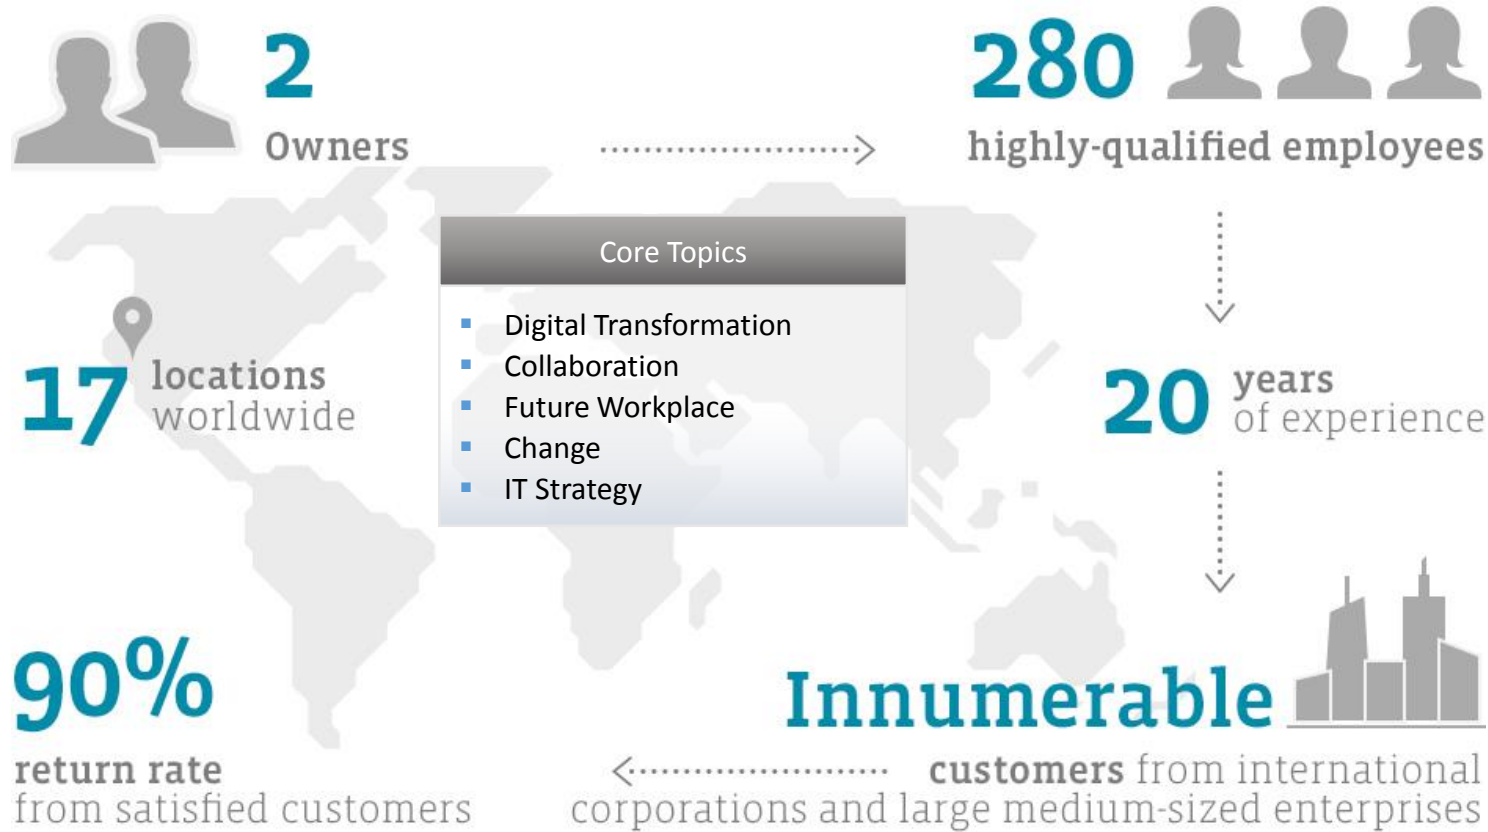 2
Owners
280
highly-qualified employees
Core Topics
▪ Digital Transformation
▪ Collaboration
▪ Future Workplace
▪ Change
▪ IT Strategy
17 locations
worldwide
20 years
of experience
90%
return rate
from satisfied customers
Innumerable
customers from international
corporations and large medium-sized enterprises